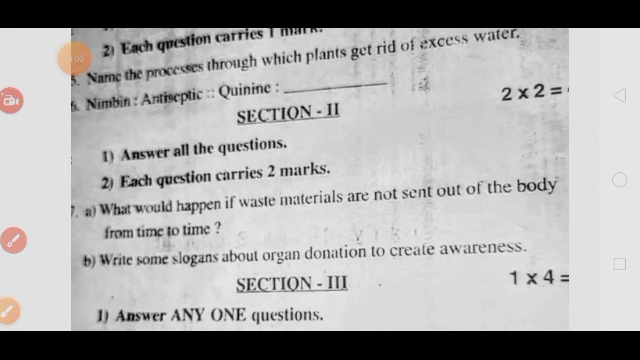 2) Each question carries 1 mark.
5. Name the processes through which plants get rid of excess water.
6. Nimbin : Antiseptic :: Quinine :
SECTION - II
2 x 2 =
1) Answer all the questions.
2) Each question carries 2 marks.
7. a) What would happen if waste materials are not sent out of the body
from time to time ?
b) Write some slogans about organ donation to create awareness.
SECTION - III
1 x 4 =
1) Answer ANY ONE questions.